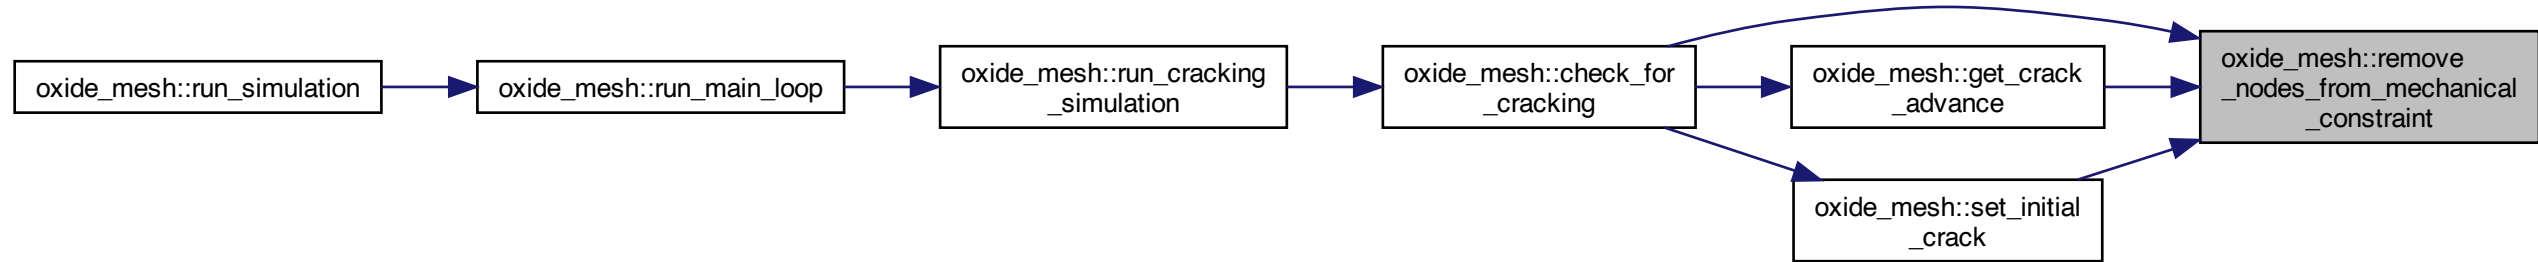 oxide_mesh::run_simulation
oxide_mesh::run_main_loop
oxide_mesh::run_cracking
_simulation
oxide_mesh::check_for
_cracking
oxide_mesh::get_crack
_advance
oxide_mesh::set_initial
_crack
oxide_mesh::remove
_nodes_from_mechanical
_constraint